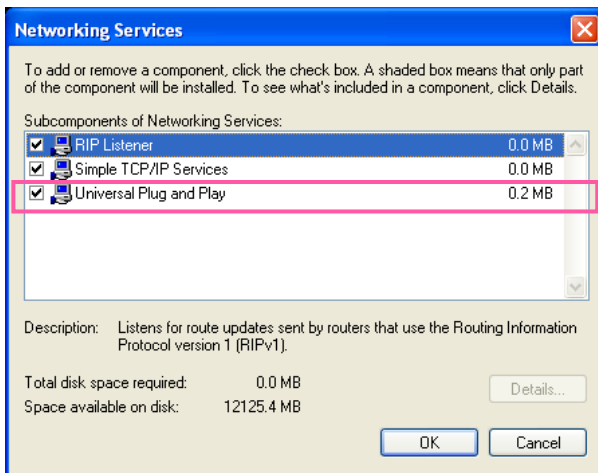 Networking Services
To add or remove a component, click the check box. A shaded box means that only part
of the component will be installed. To see what's included in a component, click Details.
Subcomponents of Networking Services:
RIP Listener 0.0 MB
Simple TCP/IP Services 0.0 MB
Universal Plug and Play 0.2 MB
Description: Listens for route updates sent by routers that use the Routing Information
Protocol version 1 (RIPv1).
Total disk space required: 0.0 MB
Details...
Space available on disk: 12125.4 MB
OK Cancel